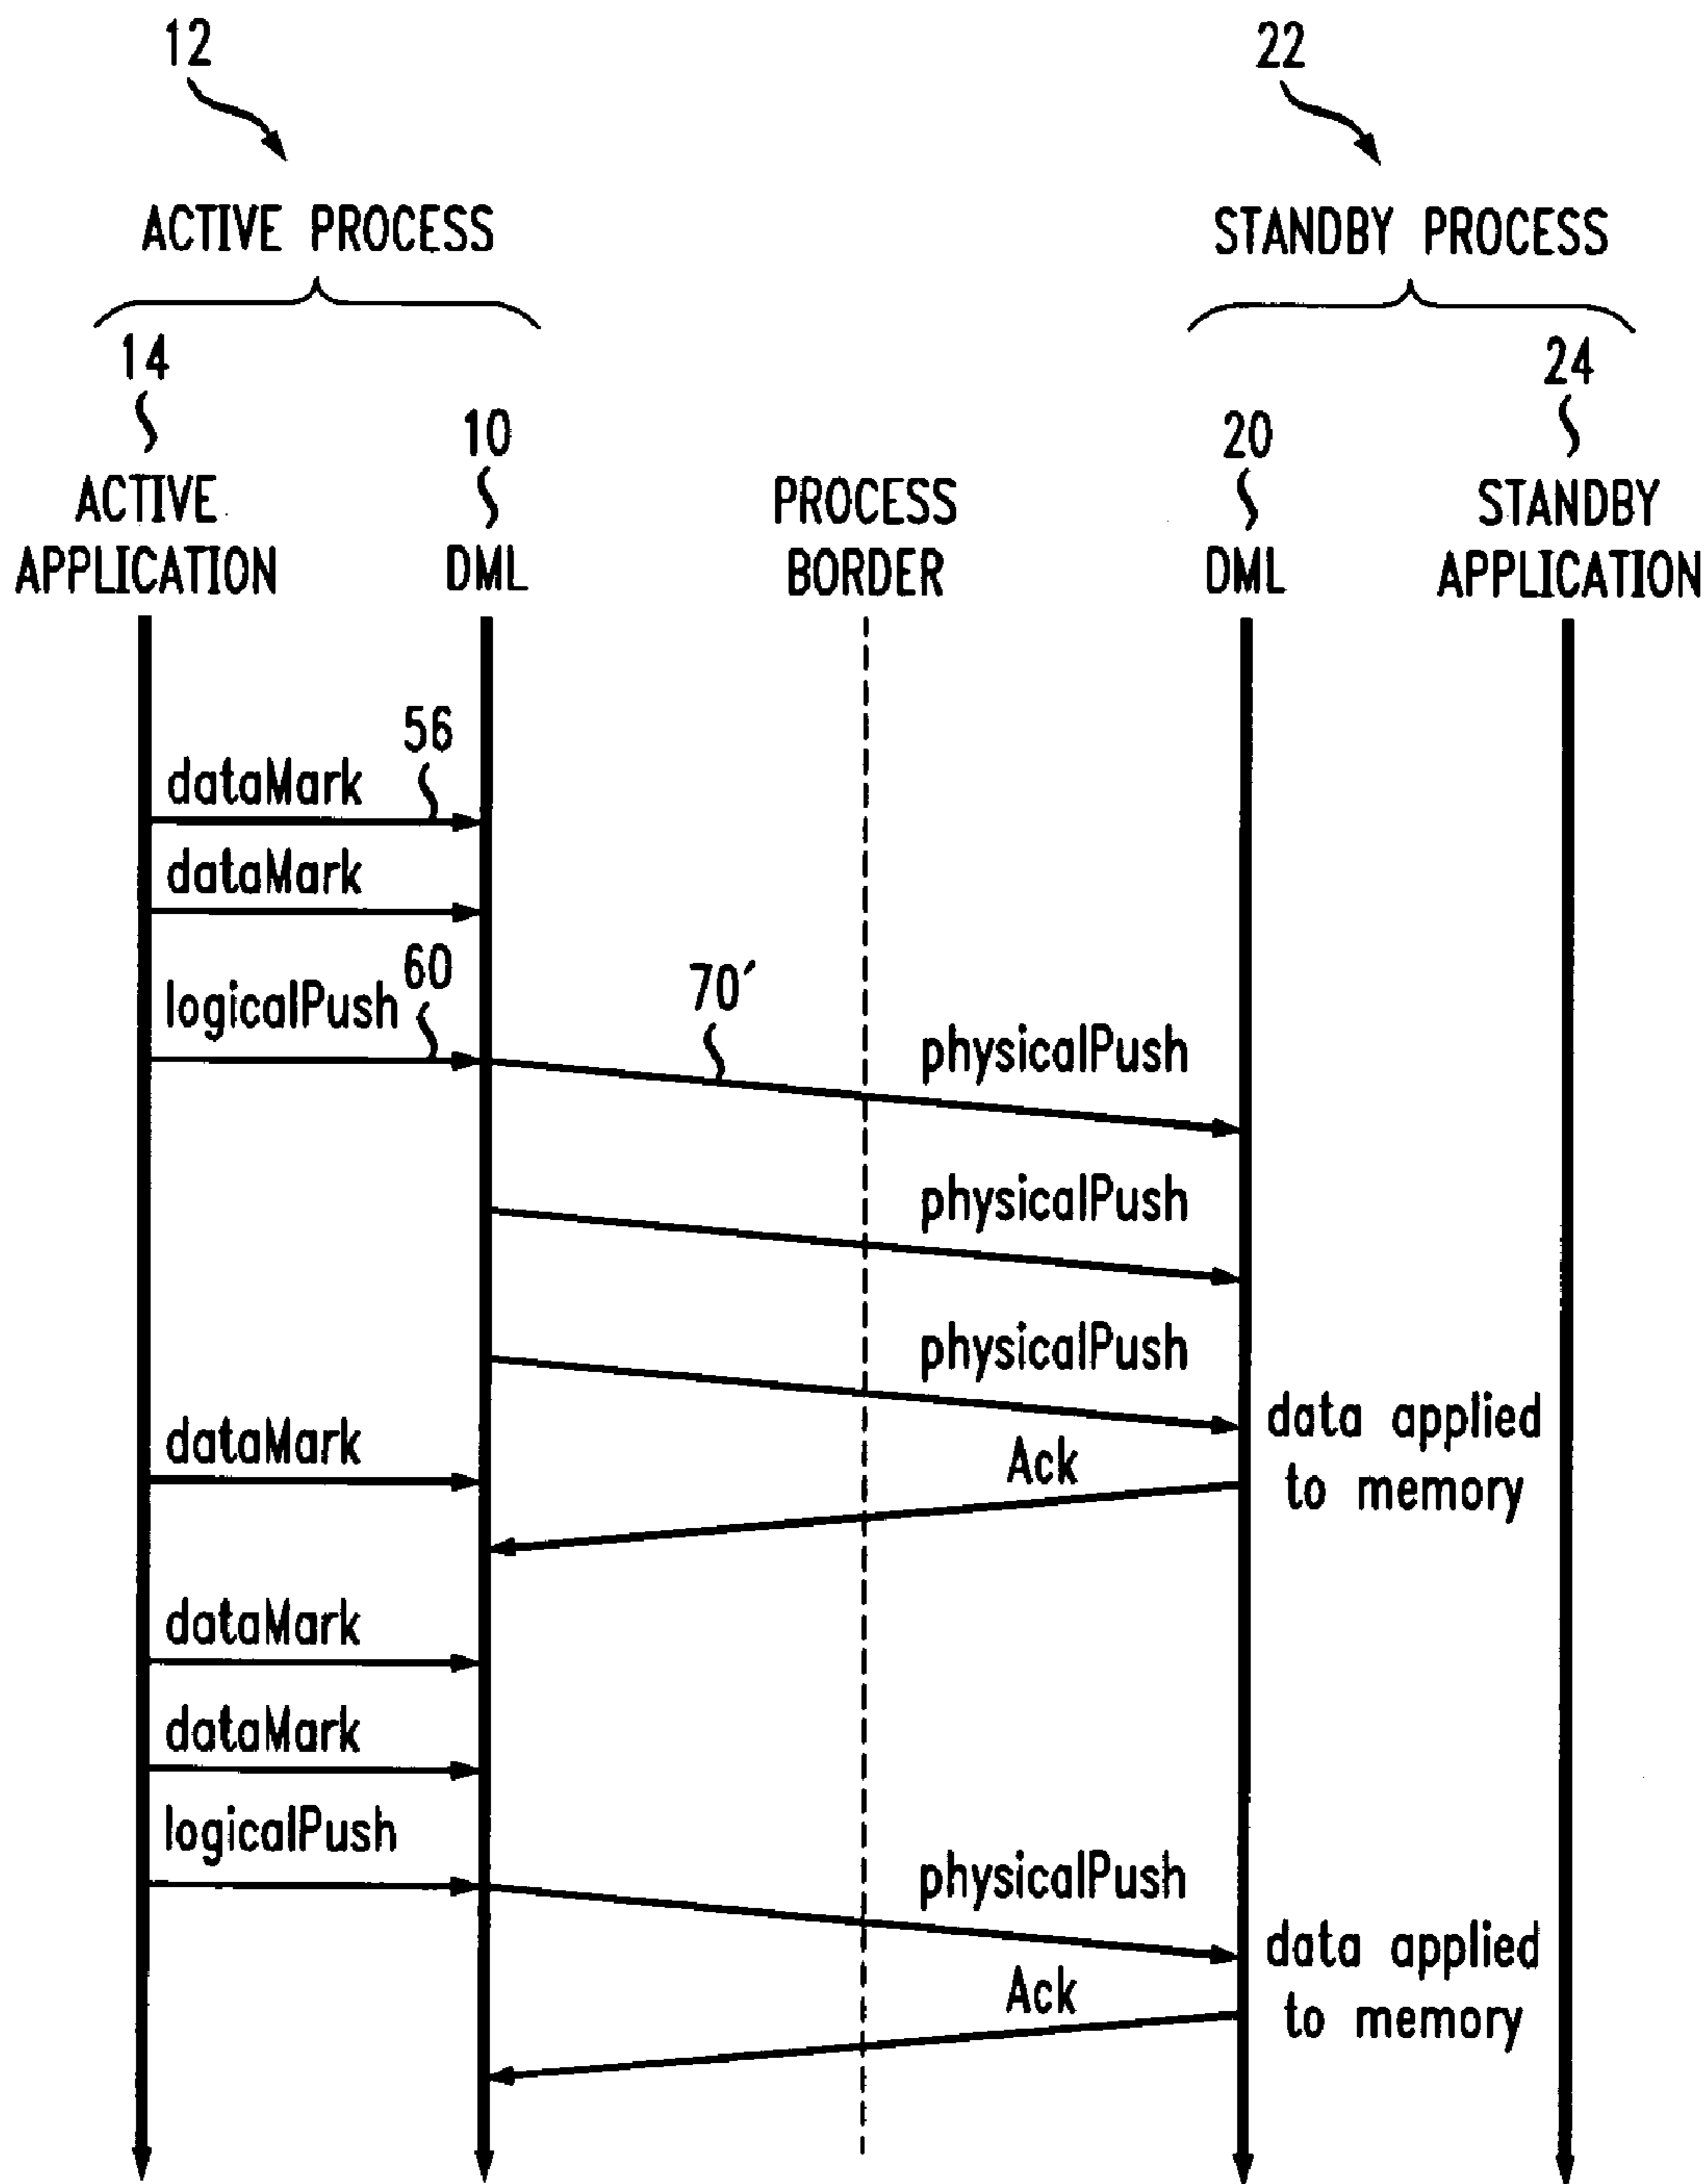 12
22
ACTIVE PROCESS
STANDBY PROCESS
14
24
10
20
ACTIVE
APPLICATION
DML
PROCESS
BORDER
DML
STANDBY
APPLICATION
56
dataMark
dataMark
60
logicalPush
70′
physicalPush
physicalPush
physicalPush
data applied
to memory
dataMark
Ack
dataMark
dataMark
logicalPush
physicalPush
data applied
to memory
Ack